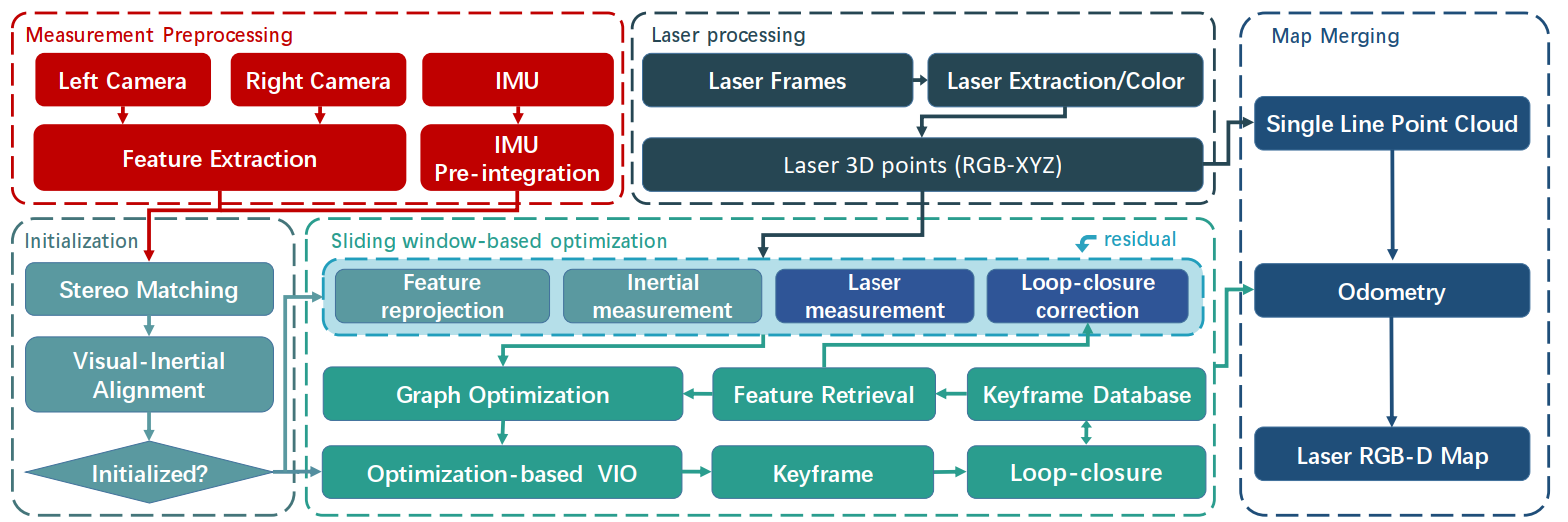 Measurement Preprocessing
Left Camera
Right Camera
IMU
Feature Extraction
IMU
Pre-integration
Laser processing
Laser Frames
Laser Extraction/Color
Laser 3D points (RGB-XYZ)
Map Merging
Single Line Point Cloud
Odometry
Laser RGB-D Map
Initialization
Stereo Matching
Visual-Inertial
Alignment
Initialized?
Sliding window-based optimization
residual
Feature
reprojection
Inertial
measurement
Laser
measurement
Loop-closure
correction
Graph Optimization
Feature Retrieval
Keyframe Database
Optimization-based VIO
Keyframe
Loop-closure